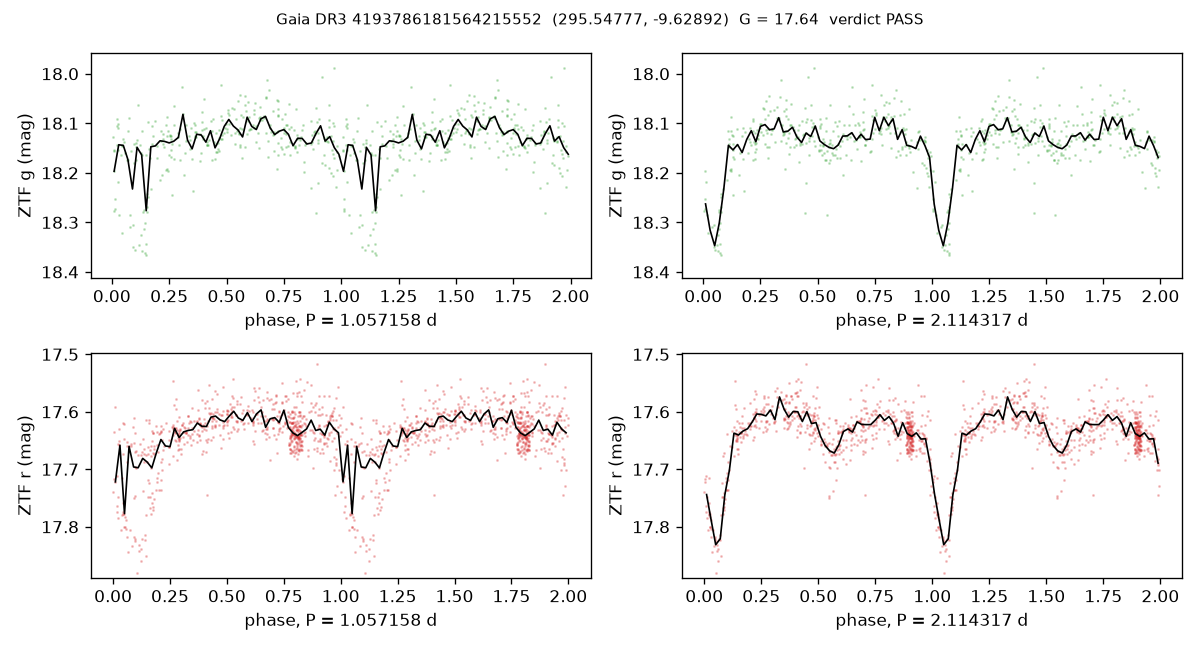 Gaia DR3 4193786181564215552 (295.54777, -9.62892) G = 17.64 verdict PASS
ZTF g (mag)
18.0
18.1
18.2
18.3
18.4
0.00 0.25 0.50 0.75 1.00 1.25 1.50 1.75 2.00
phase, P = 1.057158 d
ZTF g (mag)
18.0
18.1
18.2
18.3
18.4
0.00 0.25 0.50 0.75 1.00 1.25 1.50 1.75 2.00
phase, P = 2.114317 d
ZTF r (mag)
17.5
17.6
17.7
17.8
0.00 0.25 0.50 0.75 1.00 1.25 1.50 1.75 2.00
phase, P = 1.057158 d
ZTF r (mag)
17.5
17.6
17.7
17.8
0.00 0.25 0.50 0.75 1.00 1.25 1.50 1.75 2.00
phase, P = 2.114317 d